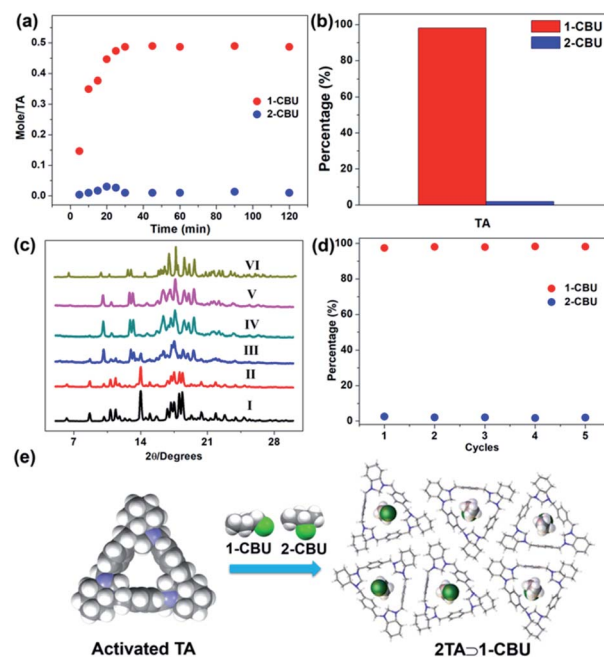 (a)
0.5
0.4
0.3
0.2
0.1
0.0
Mole/TA
1-CBU
2-CBU
0 20 40 60 80 100 120
Time (min)
(b)
100
80
60
40
20
0
Percentage (%)
1-CBU
2-CBU
TA
(c)
VI
V
IV
III
II
I
7 14 21 28
2θ/Degrees
(d)
100
80
60
40
20
0
Percentage (%)
1-CBU
2-CBU
1 2 3 4 5
Cycles
(e)
1-CBU 2-CBU
Activated TA
2TA⊃1-CBU